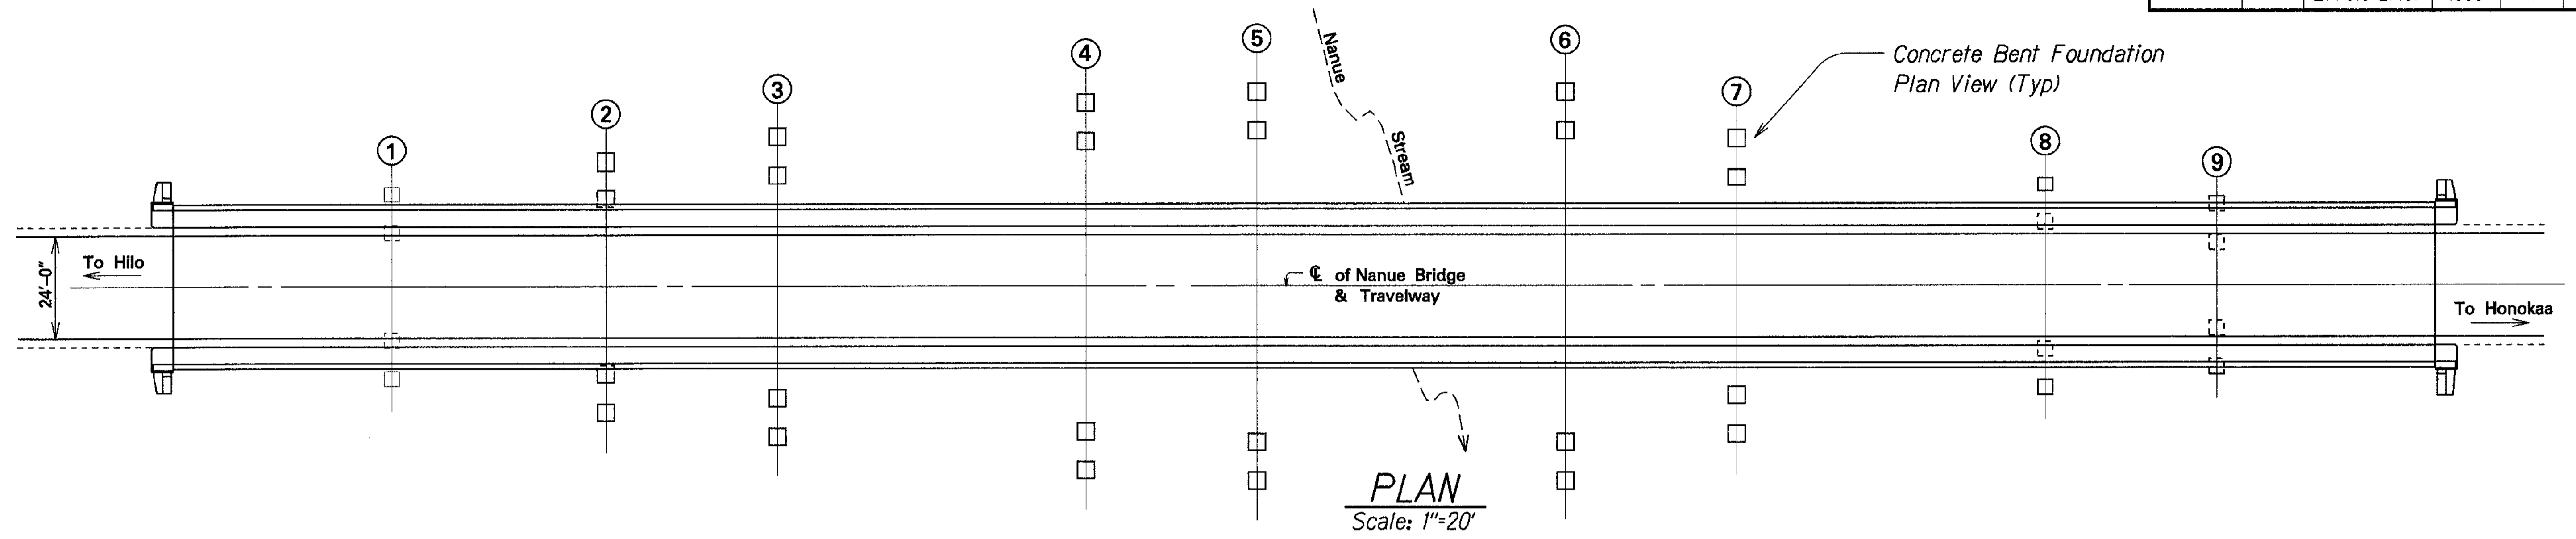 1
2
3
4
5
6
7
8
9
Nanue
Stream
Concrete Bent Foundation
Plan View (Typ)
24'-0"
To Hilo
℄ of Nanue Bridge
& Travelway
To Honokaa
PLAN
Scale: 1"=20'